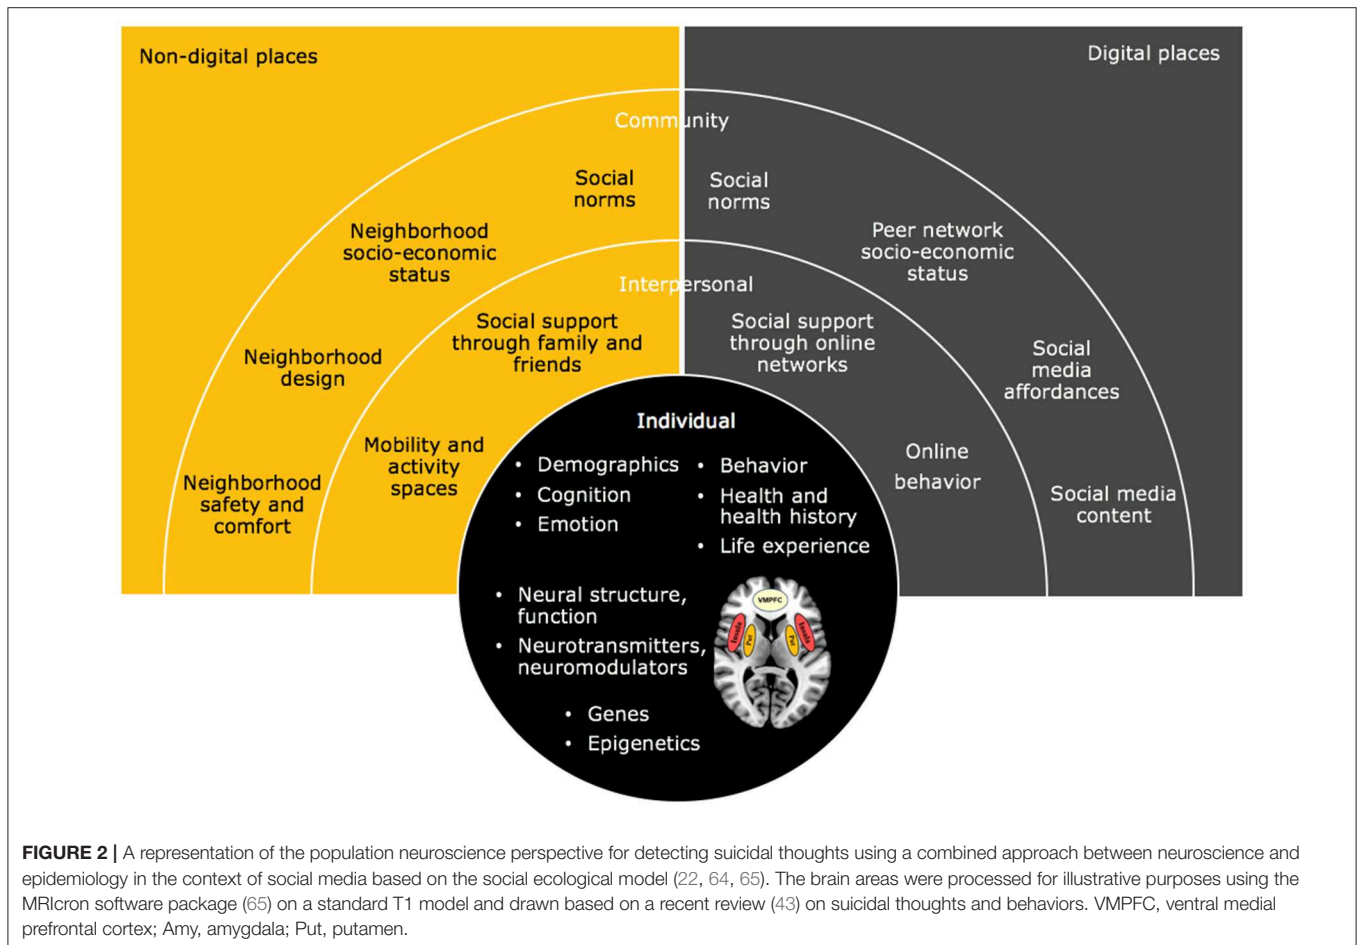 Non-digital places
Digital places
Community
Social
norms
Social
norms
Neighborhood
socio-economic
status
Peer network
socio-economic
status
Interpersonal
Social support
through family and
friends
Social support
through online
networks
Neighborhood
design
Social
media
affordances
Mobility and
activity
spaces
Online
behavior
Neighborhood
safety and
comfort
Social media
content
Individual
• Demographics
• Cognition
• Emotion
• Behavior
• Health and
health history
• Life experience
• Neural structure,
function
• Neurotransmitters,
neuromodulators
• Genes
• Epigenetics
VMPFC
Insula
Put
Put
Insula
FIGURE 2 | A representation of the population neuroscience perspective for detecting suicidal thoughts using a combined approach between neuroscience and
epidemiology in the context of social media based on the social ecological model (22, 64, 65). The brain areas were processed for illustrative purposes using the
MRIcron software package (65) on a standard T1 model and drawn based on a recent review (43) on suicidal thoughts and behaviors. VMPFC, ventral medial
prefrontal cortex; Amy, amygdala; Put, putamen.